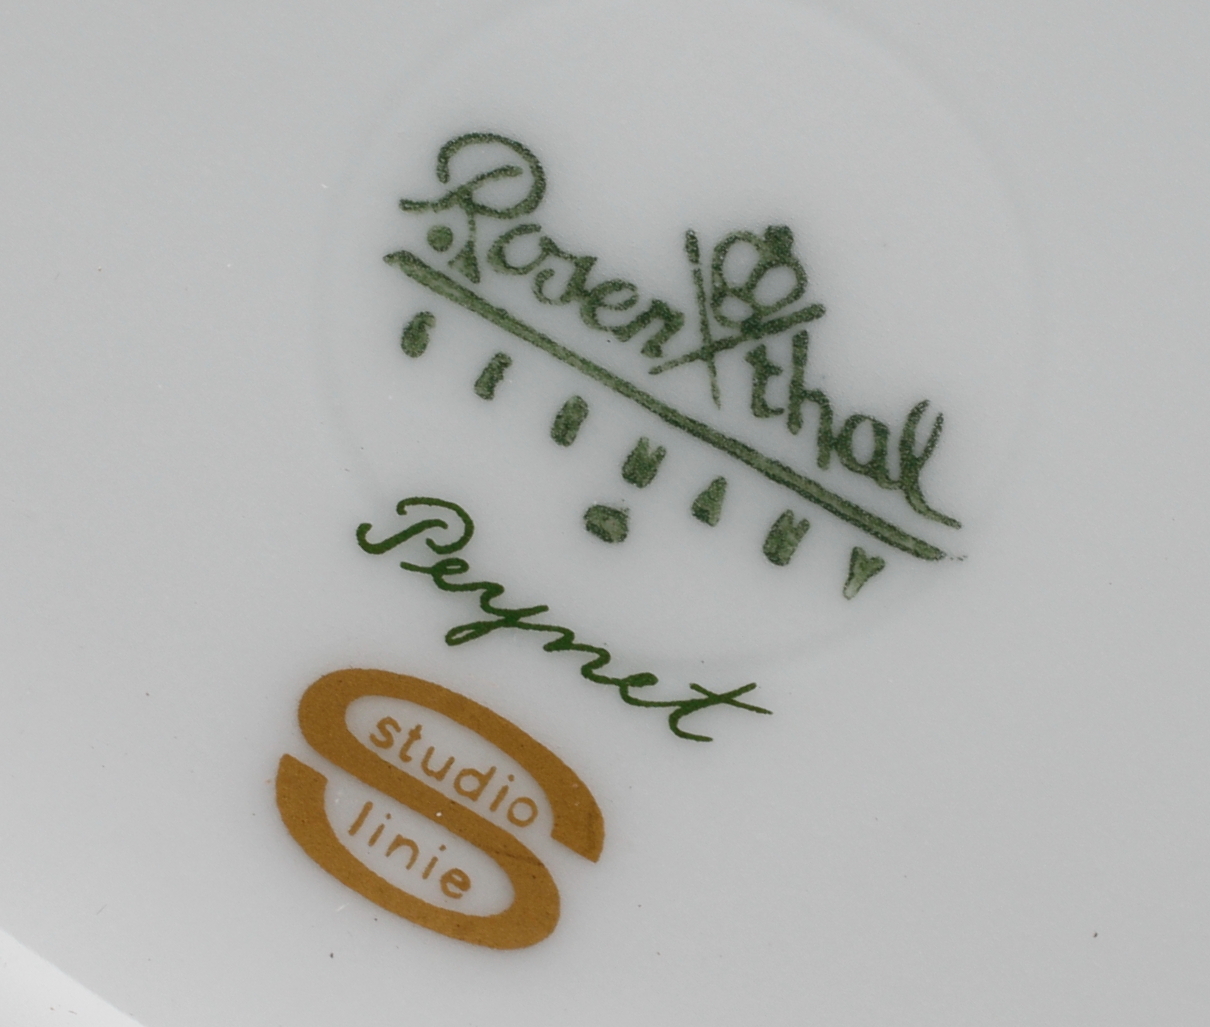 Rosenthal
GERMANY
Peynet
studio
linie